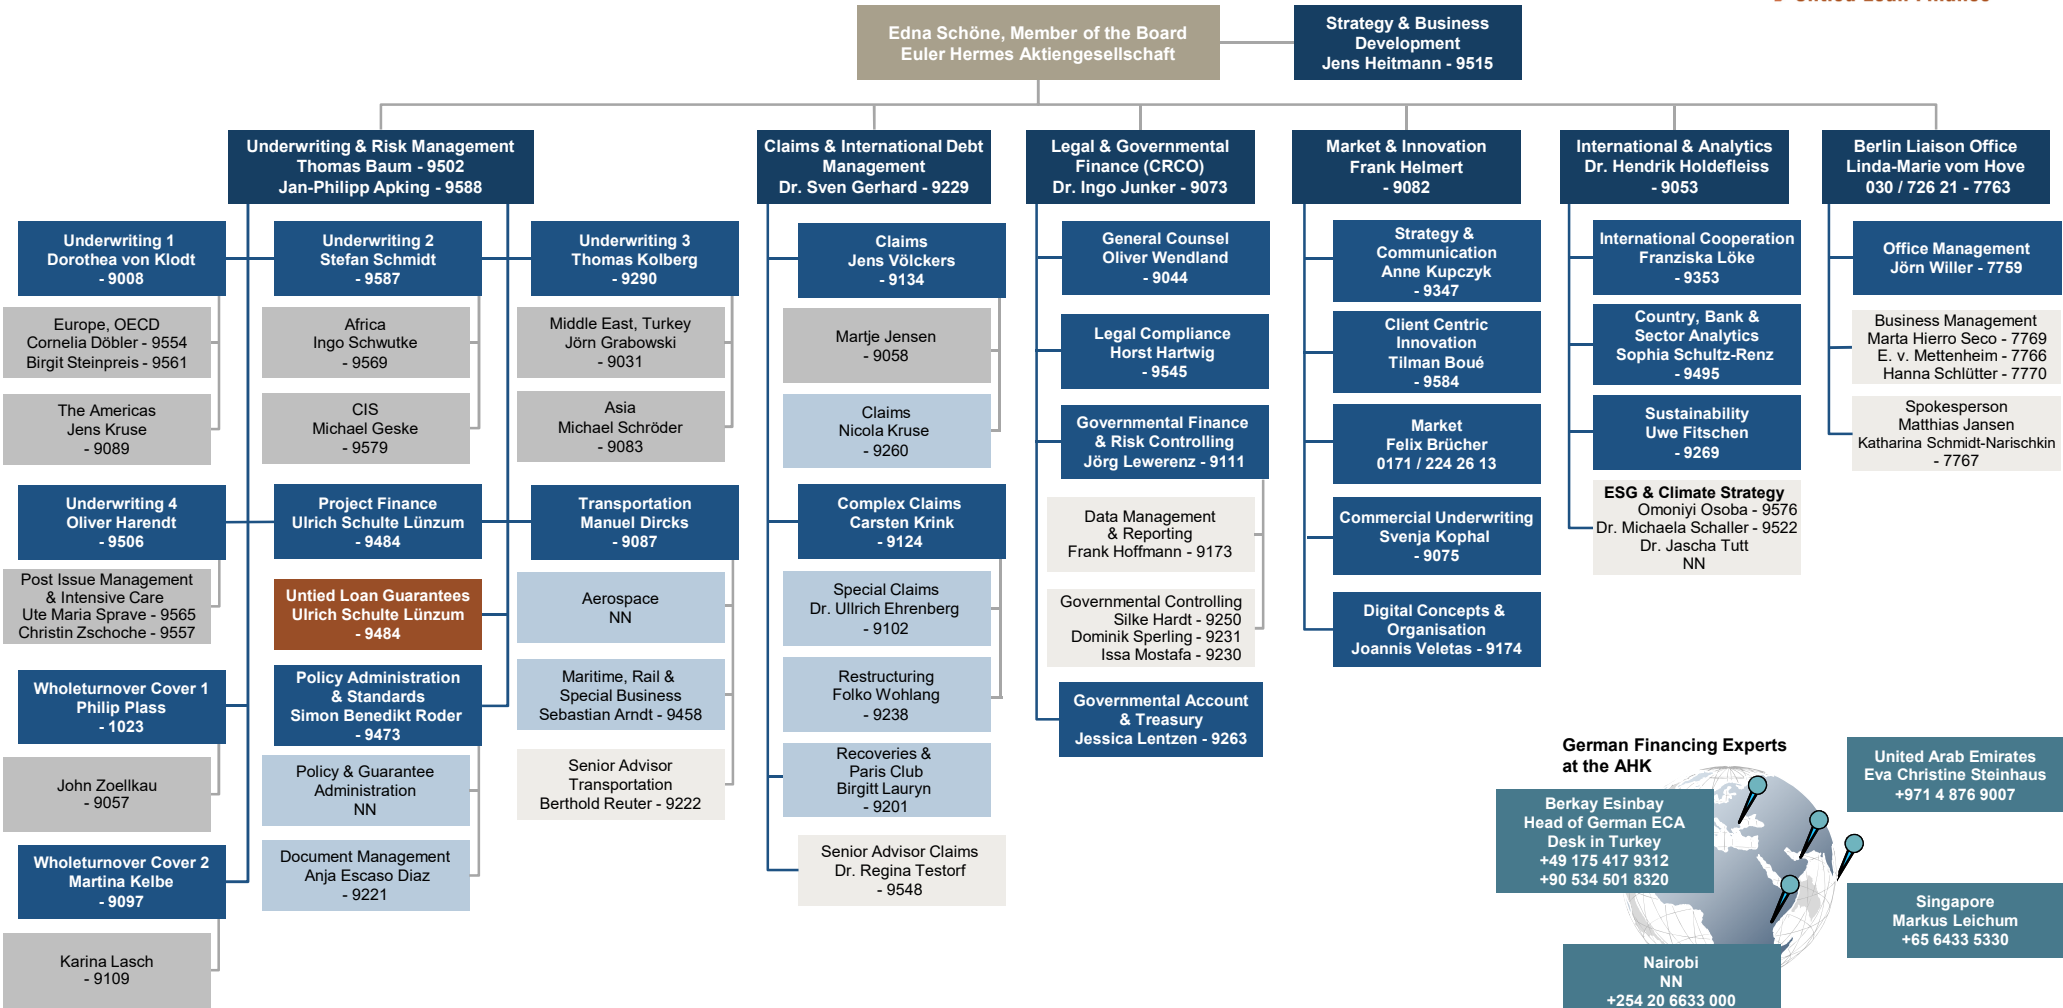 Untied Loan Finance
Edna Schöne, Member of the Board
Euler Hermes Aktiengesellschaft
Strategy & Business
Development
Jens Heitmann - 9515
Underwriting & Risk Management
Thomas Baum - 9502
Jan-Philipp Apking - 9588
Claims & International Debt
Management
Dr. Sven Gerhard - 9229
Legal & Governmental
Finance (CRCO)
Dr. Ingo Junker - 9073
Market & Innovation
Frank Helmert
- 9082
International & Analytics
Dr. Hendrik Holdefleiss
- 9053
Berlin Liaison Office
Linda-Marie vom Hove
030 / 726 21 - 7763
Underwriting 1
Dorothea von Klodt
- 9008
Europe, OECD
Cornelia Döbler - 9554
Birgit Steinpreis - 9561
The Americas
Jens Kruse
- 9089
Underwriting 4
Oliver Harendt
- 9506
Post Issue Management
& Intensive Care
Ute Maria Sprave - 9565
Christin Zschoche - 9557
Wholeturnover Cover 1
Philip Plass
- 1023
John Zoellkau
- 9057
Wholeturnover Cover 2
Martina Kelbe
- 9097
Karina Lasch
- 9109
Underwriting 2
Stefan Schmidt
- 9587
Africa
Ingo Schwutke
- 9569
CIS
Michael Geske
- 9579
Project Finance
Ulrich Schulte Lünzum
- 9484
Untied Loan Guarantees
Ulrich Schulte Lünzum
- 9484
Policy Administration
& Standards
Simon Benedikt Roder
- 9473
Policy & Guarantee
Administration
NN
Document Management
Anja Escaso Diaz
- 9221
Underwriting 3
Thomas Kolberg
- 9290
Middle East, Turkey
Jörn Grabowski
- 9031
Asia
Michael Schröder
- 9083
Transportation
Manuel Dircks
- 9087
Aerospace
NN
Maritime, Rail &
Special Business
Sebastian Arndt - 9458
Senior Advisor
Transportation
Berthold Reuter - 9222
Claims
Jens Völckers
- 9134
Martje Jensen
- 9058
Claims
Nicola Kruse
- 9260
Complex Claims
Carsten Krink
- 9124
Special Claims
Dr. Ullrich Ehrenberg
- 9102
Restructuring
Folko Wohlang
- 9238
Recoveries &
Paris Club
Birgitt Lauryn
- 9201
Senior Advisor Claims
Dr. Regina Testorf
- 9548
General Counsel
Oliver Wendland
- 9044
Legal Compliance
Horst Hartwig
- 9545
Governmental Finance
& Risk Controlling
Jörg Lewerenz - 9111
Data Management
& Reporting
Frank Hoffmann - 9173
Governmental Controlling
Silke Hardt - 9250
Dominik Sperling - 9231
Issa Mostafa - 9230
Governmental Account
& Treasury
Jessica Lentzen - 9263
Strategy &
Communication
Anne Kupczyk
- 9347
Client Centric
Innovation
Tilman Boué
- 9584
Market
Felix Brücher
0171 / 224 26 13
Commercial Underwriting
Svenja Kophal
- 9075
Digital Concepts &
Organisation
Joannis Veletas - 9174
International Cooperation
Franziska Löke
- 9353
Country, Bank &
Sector Analytics
Sophia Schultz-Renz
- 9495
Sustainability
Uwe Fitschen
- 9269
ESG & Climate Strategy
Omoniyi Osoba - 9576
Dr. Michaela Schaller - 9522
Dr. Jascha Tutt
NN
Office Management
Jörn Willer - 7759
Business Management
Marta Hierro Seco - 7769
E. v. Mettenheim - 7766
Hanna Schlütter - 7770
Spokesperson
Matthias Jansen
Katharina Schmidt-Narischkin
- 7767
German Financing Experts
at the AHK
Berkay Esinbay
Head of German ECA
Desk in Turkey
+49 175 417 9312
+90 534 501 8320
United Arab Emirates
Eva Christine Steinhaus
+971 4 876 9007
Singapore
Markus Leichum
+65 6433 5330
Nairobi
NN
+254 20 6633 000